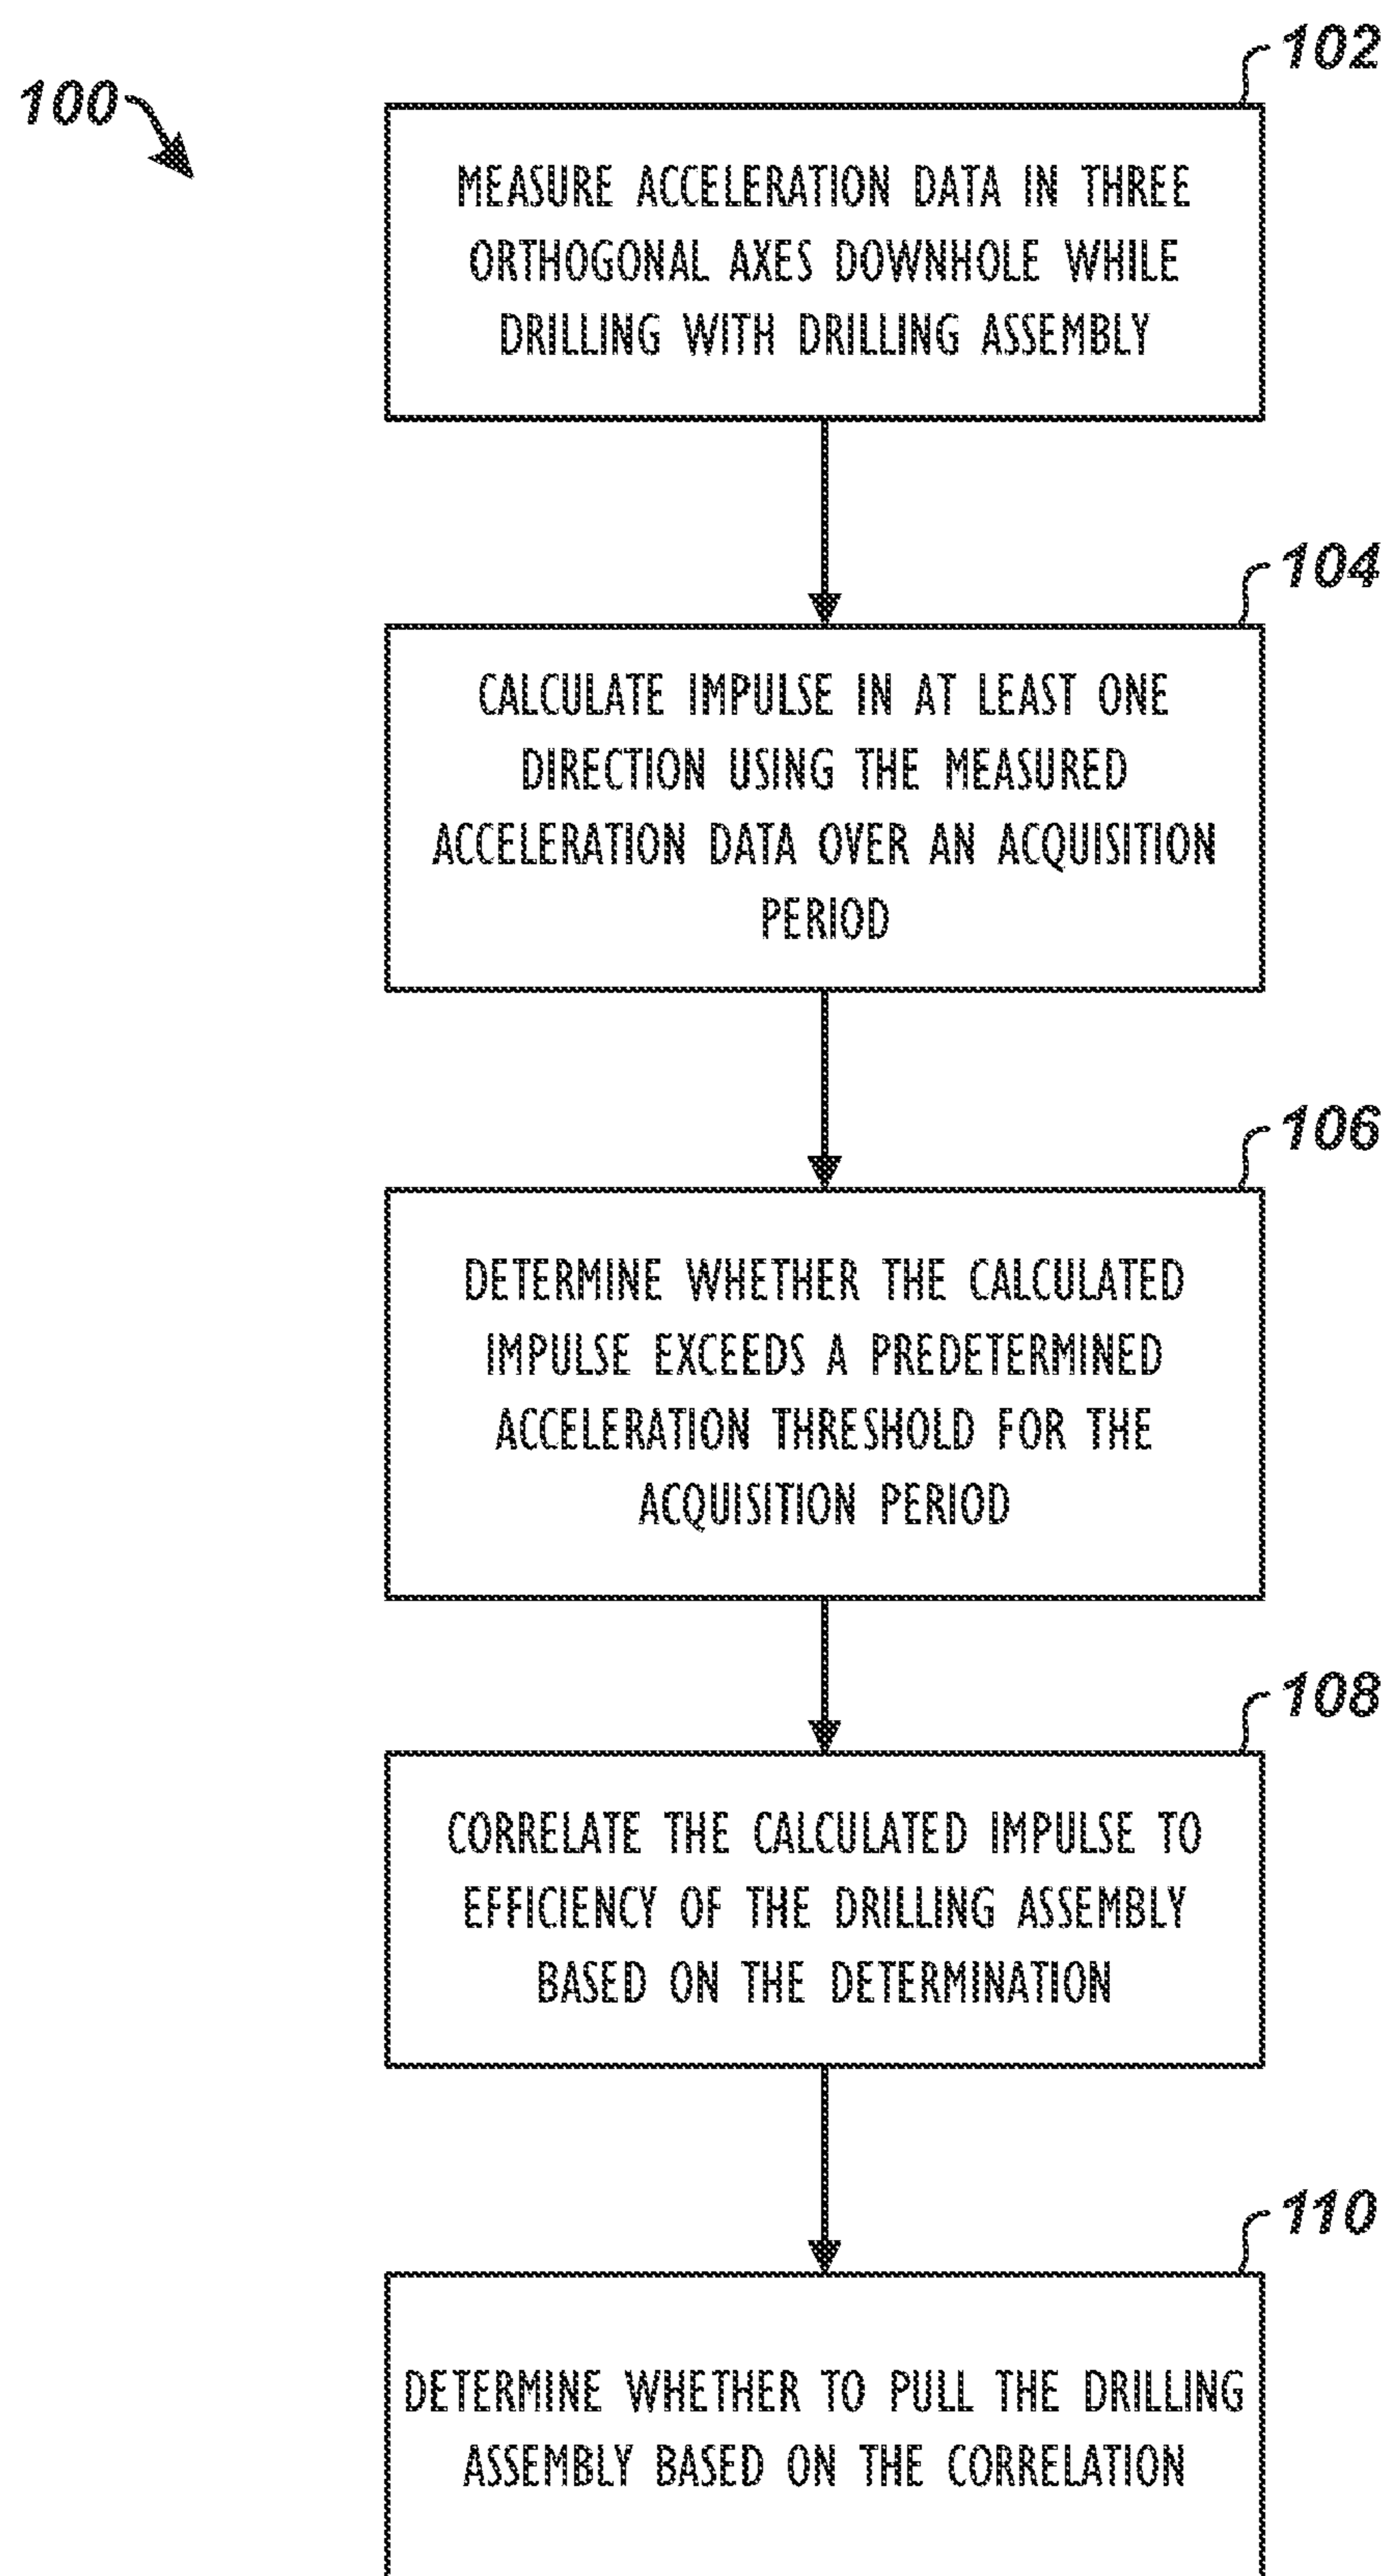 102
100
MEASURE ACCELERATION DATA IN THREE
ORTHOGONAL AXES DOWNHOLE WHILE
DRILLING WITH DRILLING ASSEMBLY
104
CALCULATE IMPULSE IN AT LEAST ONE
DIRECTION USING THE MEASURED
ACCELERATION DATA OVER AN ACQUISITION
PERIOD
106
DETERMINE WHETHER THE CALCULATED
IMPULSE EXCEEDS A PREDETERMINED
ACCELERATION THRESHOLD FOR THE
ACQUISITION PERIOD
108
CORRELATE THE CALCULATED IMPULSE TO
EFFICIENCY OF THE DRILLING ASSEMBLY
BASED ON THE DETERMINATION
110
DETERMINE WHETHER TO PULL THE DRILLING
ASSEMBLY BASED ON THE CORRELATION